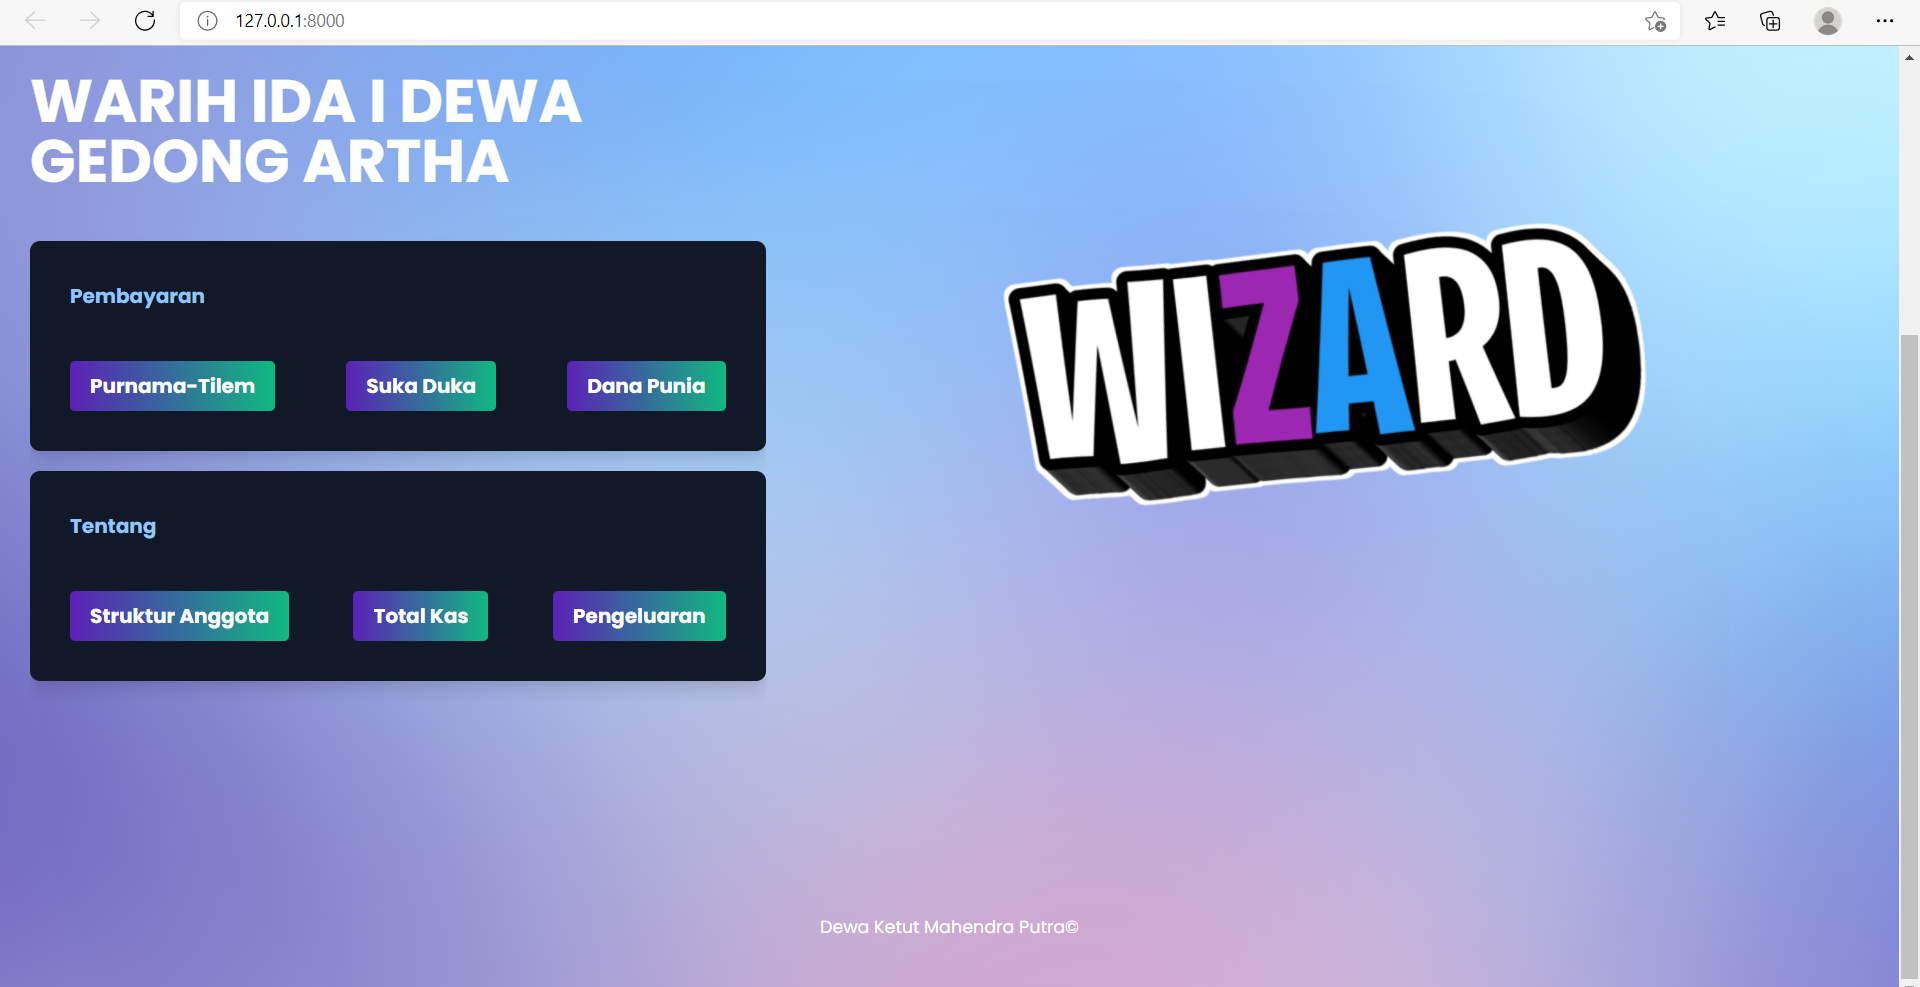 127.0.0.1:8000
WARIH IDA I DEWA
GEDONG ARTHA
Pembayaran
Purnama-Tilem
Suka Duka
Dana Punia
WIZARD
Tentang
Struktur Anggota
Total Kas
Pengeluaran
Dewa Ketut Mahendra Putra©